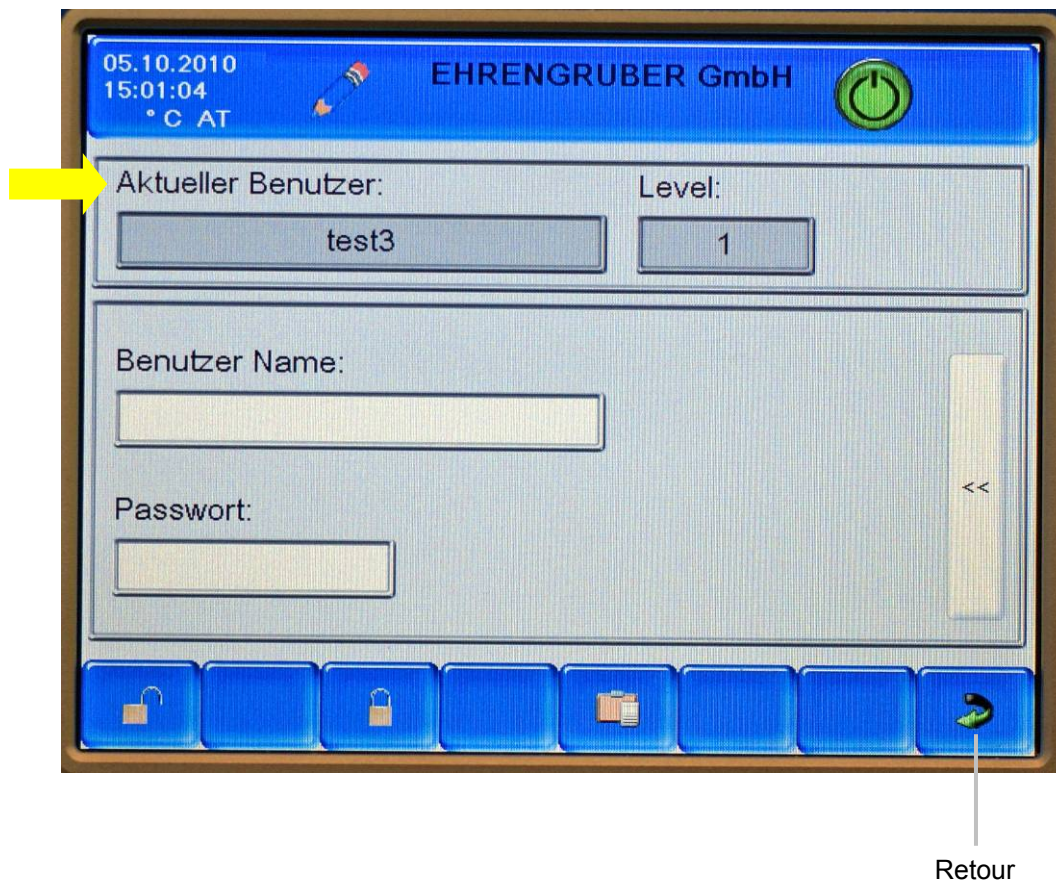 05.10.2010
15:01:04
° C AT
EHRENGRUBER GmbH
Aktueller Benutzer:
Level:
test3
1
Benutzer Name:
Passwort:
<<
Retour